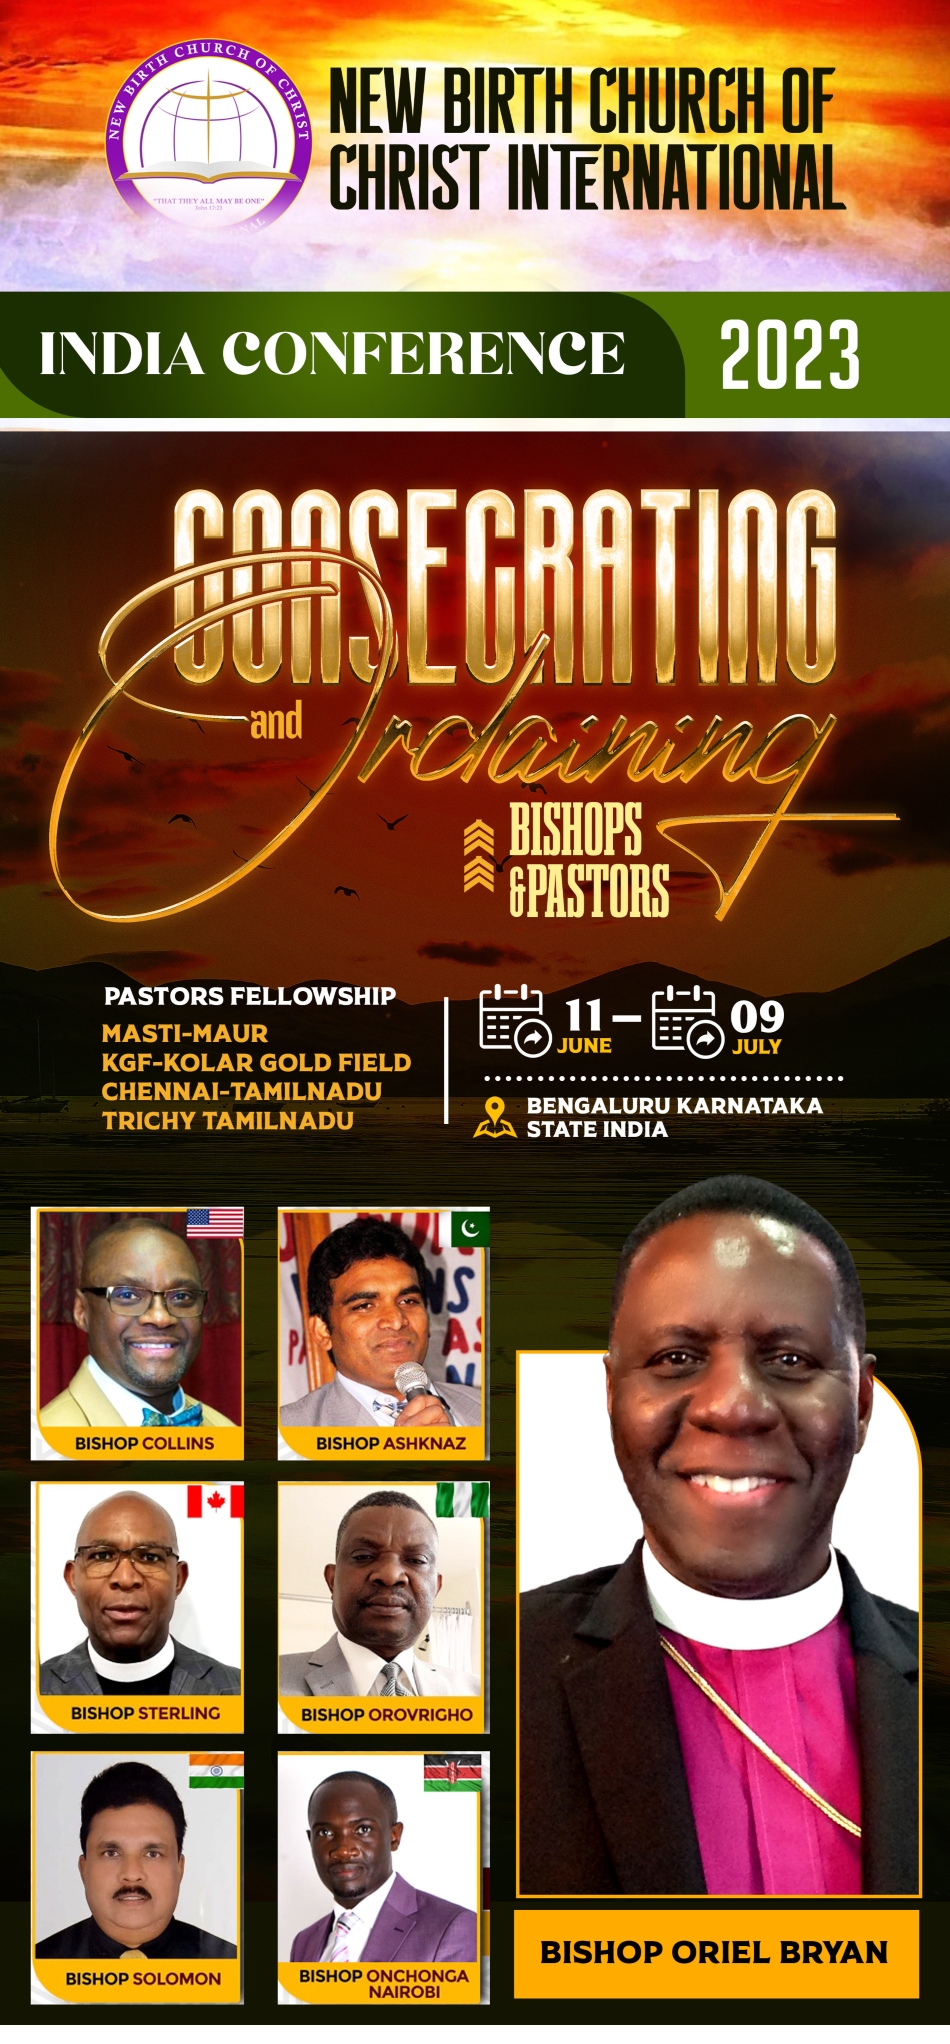 NEW BIRTH CHURCH OF CHRIST
"THAT THEY ALL MAY BE ONE"
John 17:21
NEW BIRTH CHURCH OF
CHRIST INTERNATIONAL
INDIA CONFERENCE
2023
CONSECRATING
and
Ordaining
BISHOPS
&PASTORS
PASTORS FELLOWSHIP
MASTI-MAUR
KGF-KOLAR GOLD FIELD
CHENNAI-TAMILNADU
TRICHY TAMILNADU
11 — 09
JUNE JULY
BENGALURU KARNATAKA
STATE INDIA
BISHOP COLLINS
BISHOP ASHKNAZ
BISHOP STERLING
BISHOP OROVRIGHO
BISHOP SOLOMON
BISHOP ONCHONGA
NAIROBI
BISHOP ORIEL BRYAN